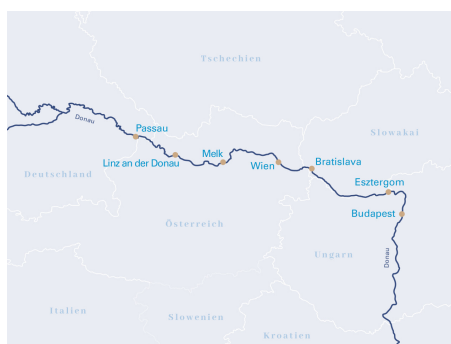 Tschechien
Donau
Passau
Slowakai
Linz an der Donau
Melk
Wien
Bratislava
Deutschland
Esztergom
Budapest
Österreich
Ungarn
Donau
Italien
Slowenien
Kroatien